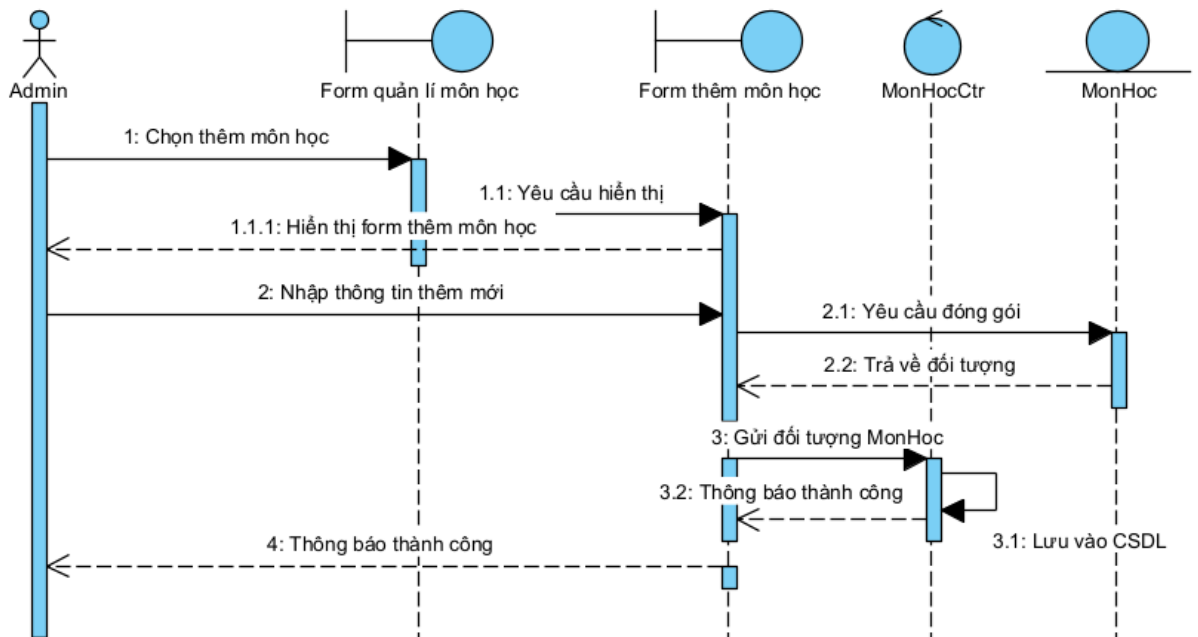 Admin
Form quản lí môn học
Form thêm môn học
MonHocCtr
MonHoc
1: Chọn thêm môn học
1.1: Yêu cầu hiển thị
1.1.1: Hiển thị form thêm môn học
2: Nhập thông tin thêm mới
2.1: Yêu cầu đóng gói
2.2: Trả về đối tượng
3: Gửi đối tượng MonHoc
3.2: Thông báo thành công
3.1: Lưu vào CSDL
4: Thông báo thành công